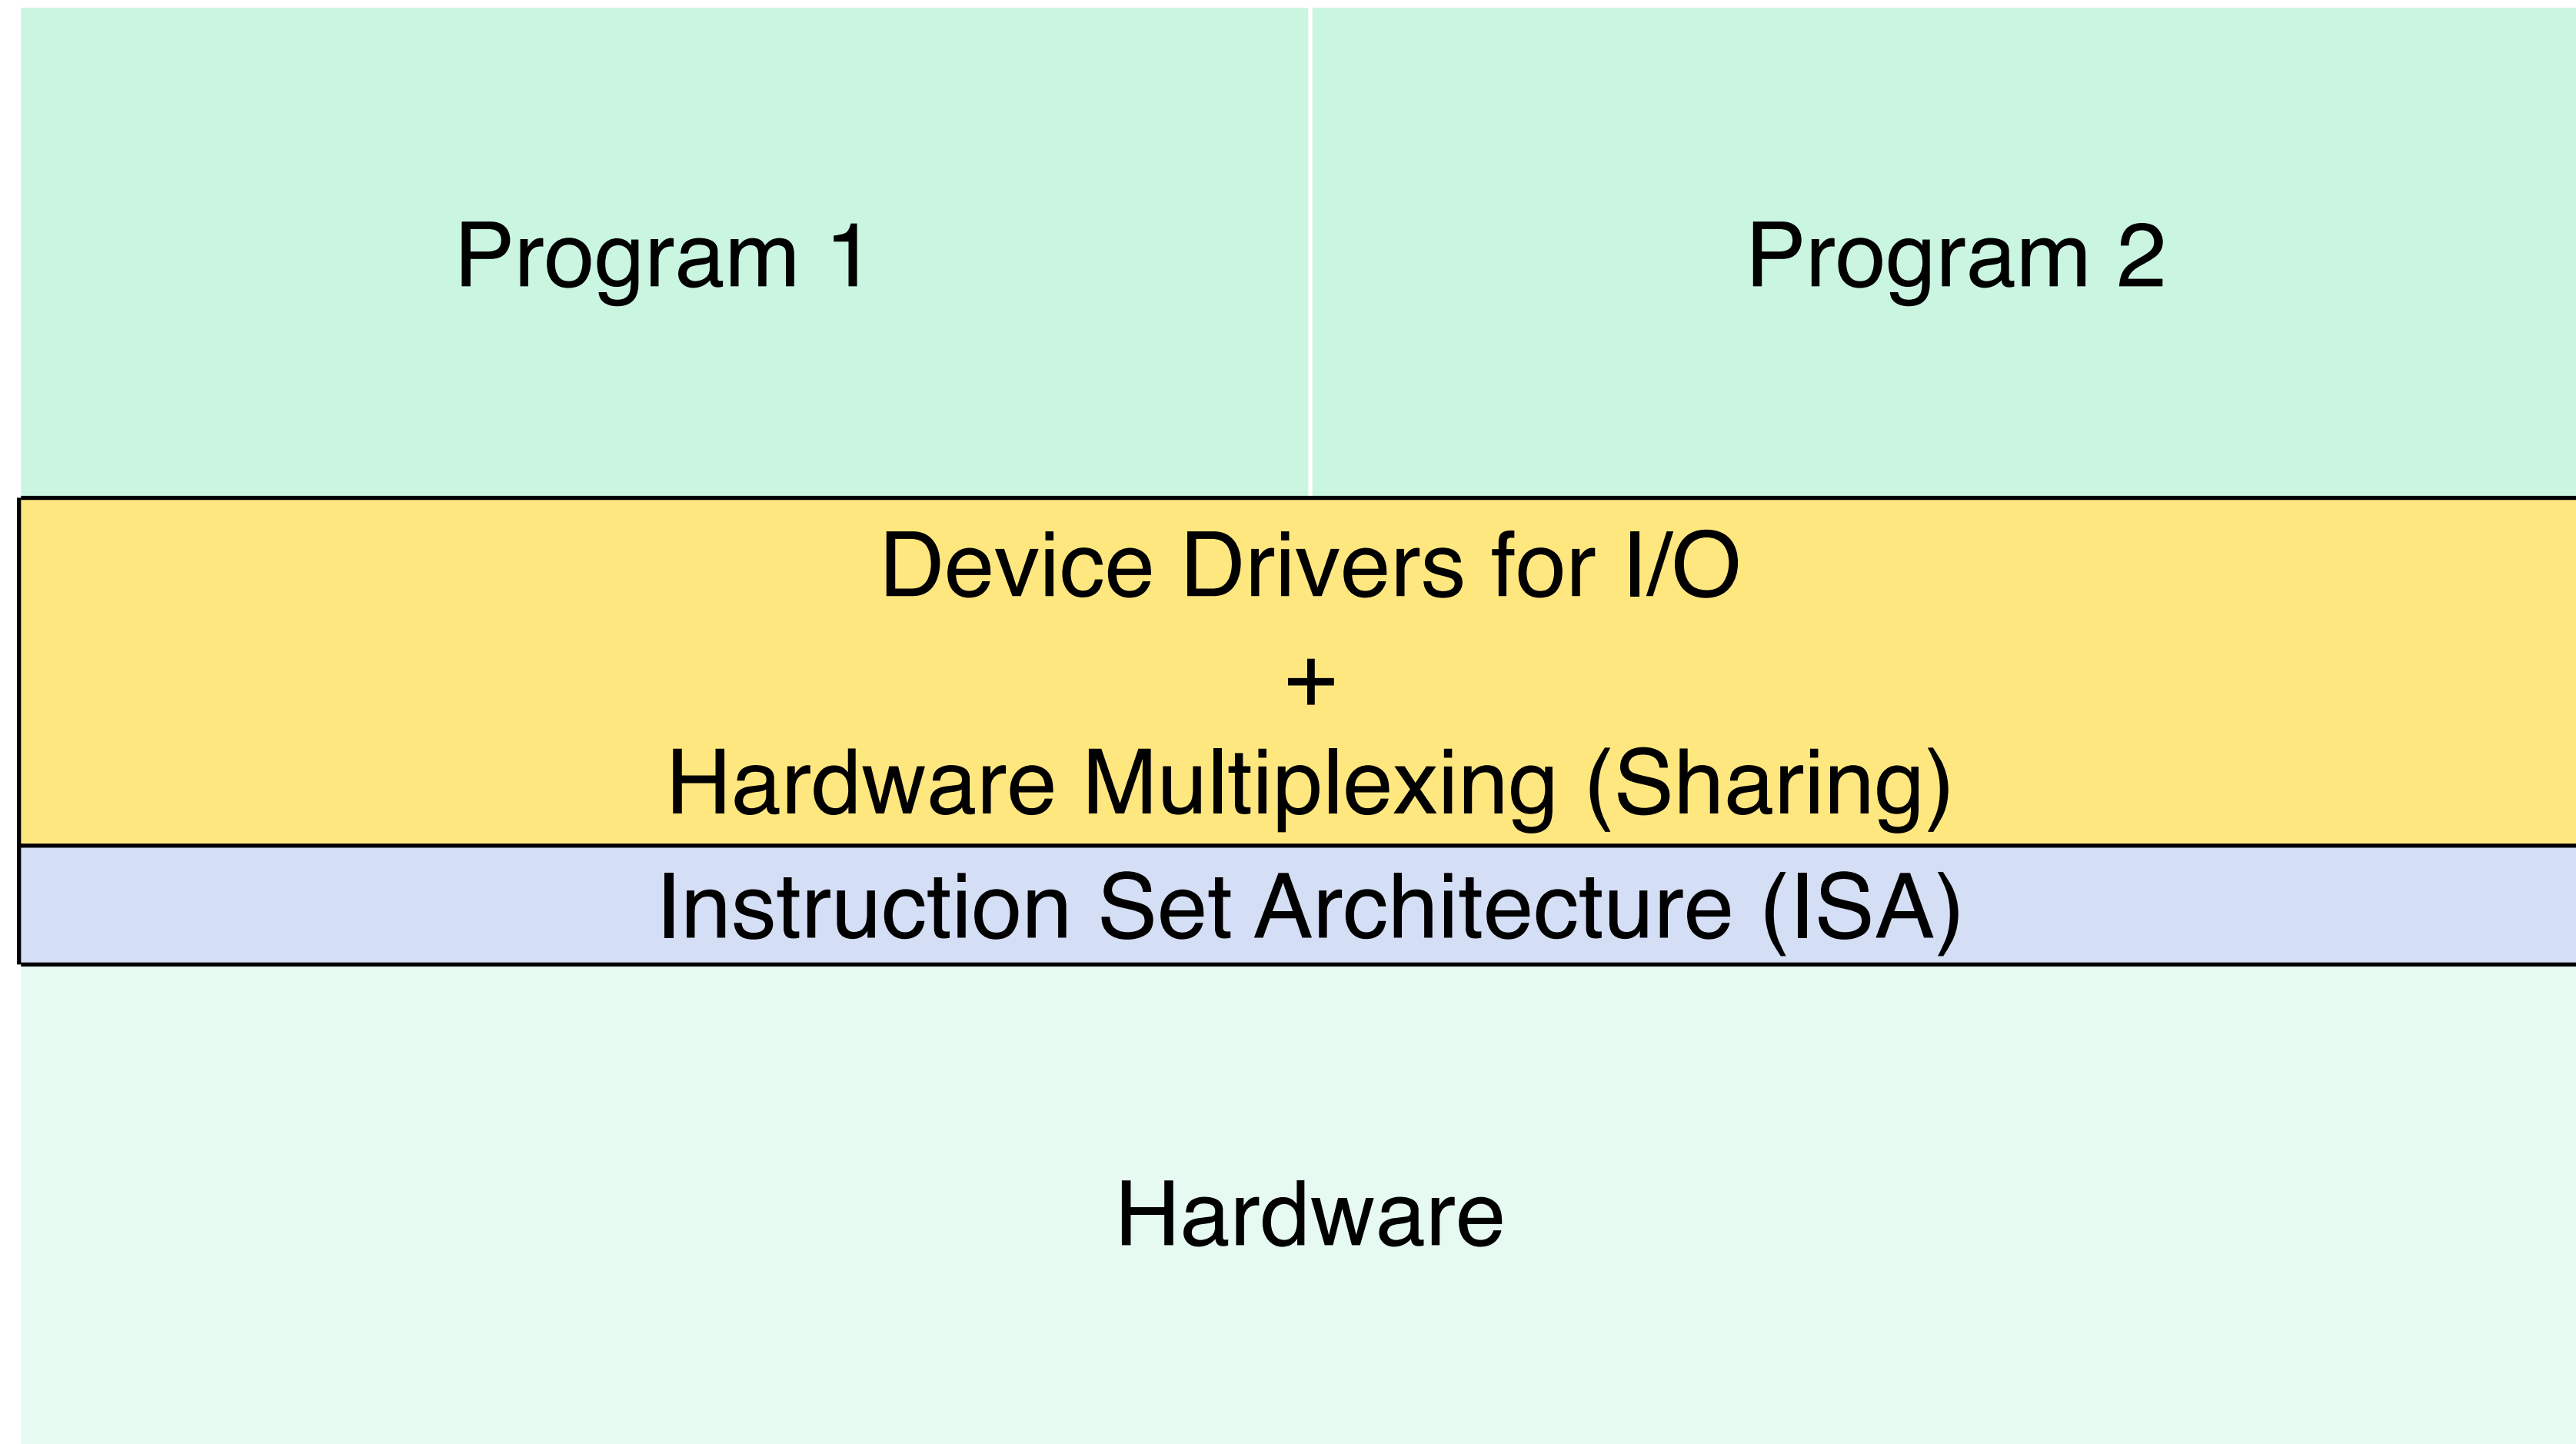 Program 1
Program 2
Device Drivers for I/O
+
Hardware Multiplexing (Sharing)
Instruction Set Architecture (ISA)
Hardware